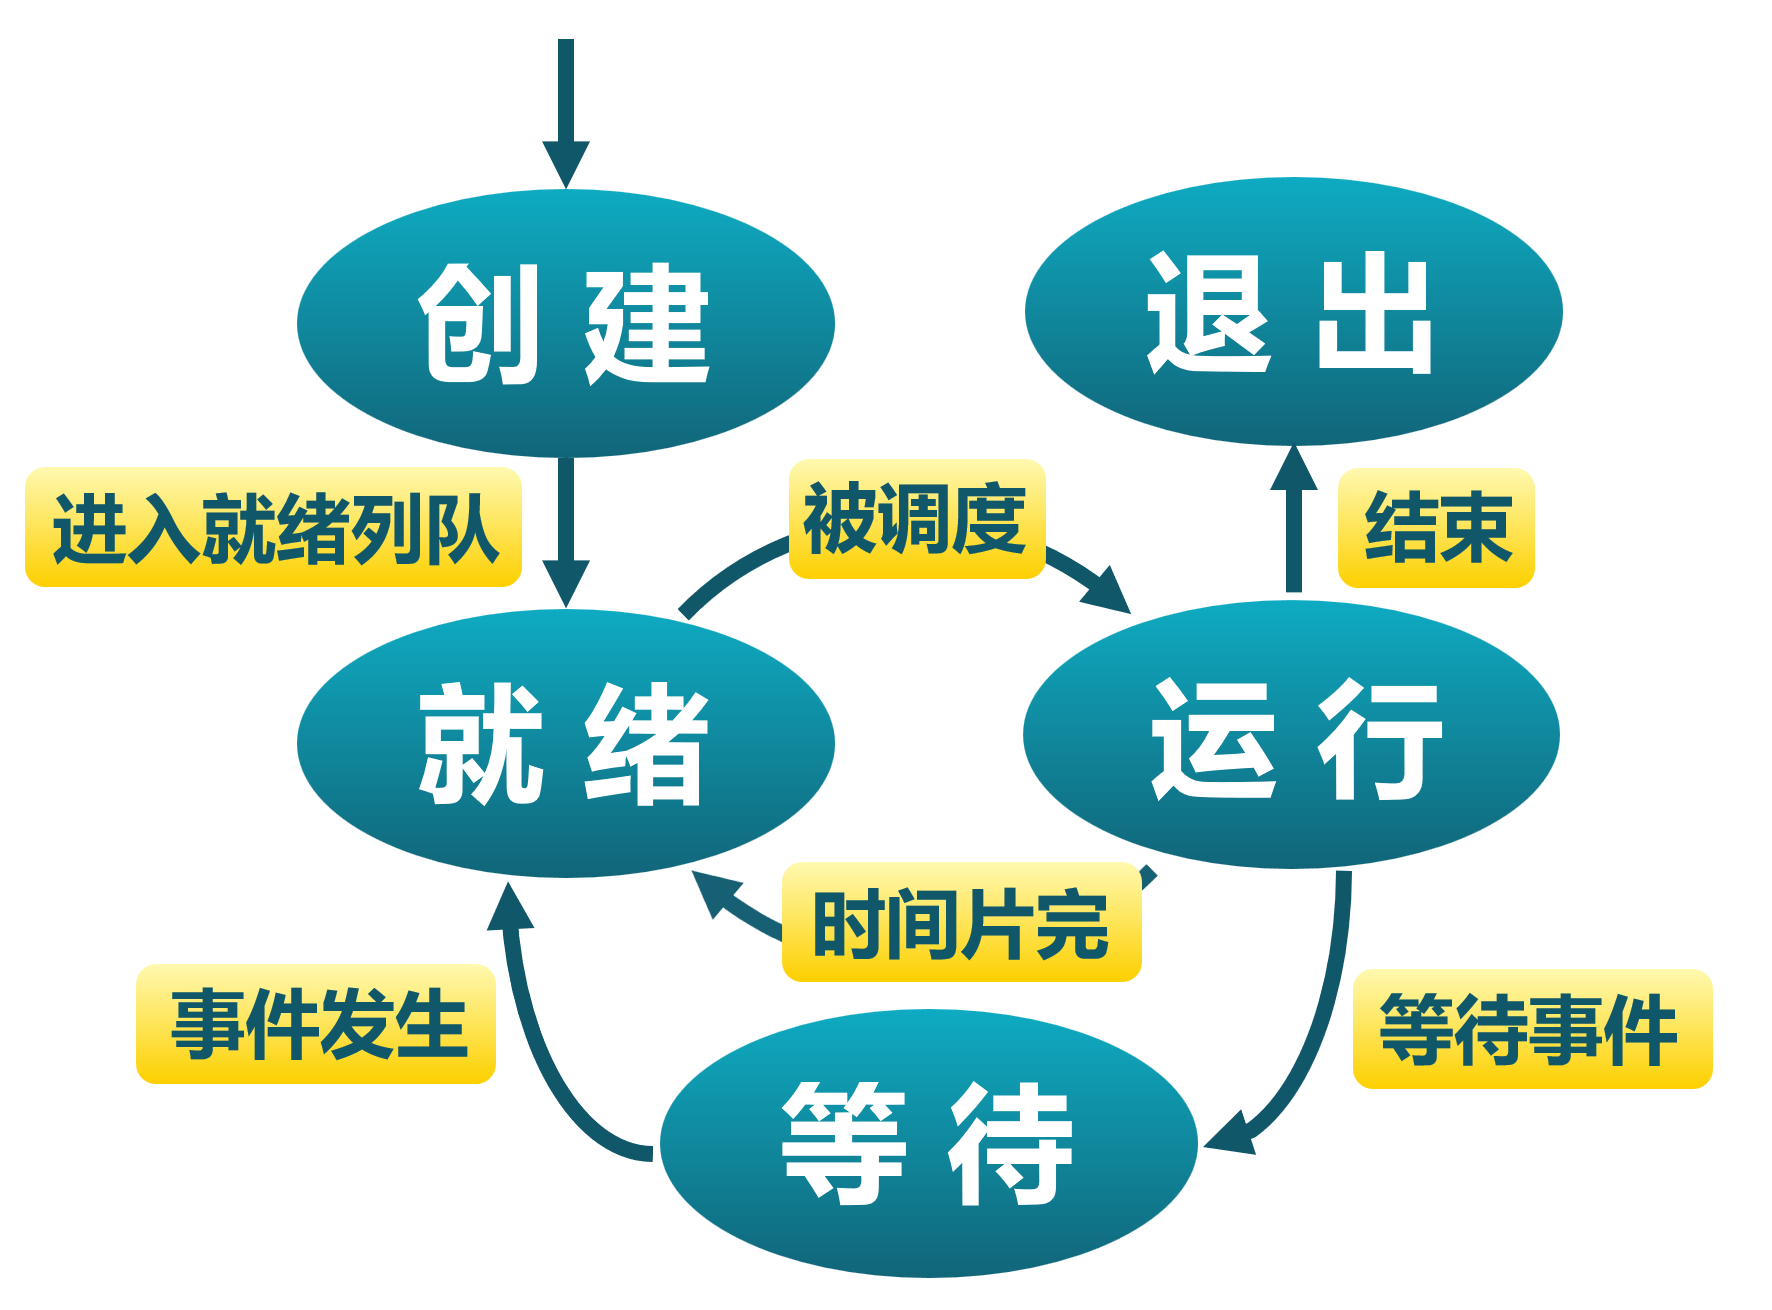 创建
退出
进入就绪列队
被调度
结束
就绪
运行
时间片完
事件发生
等待事件
等待